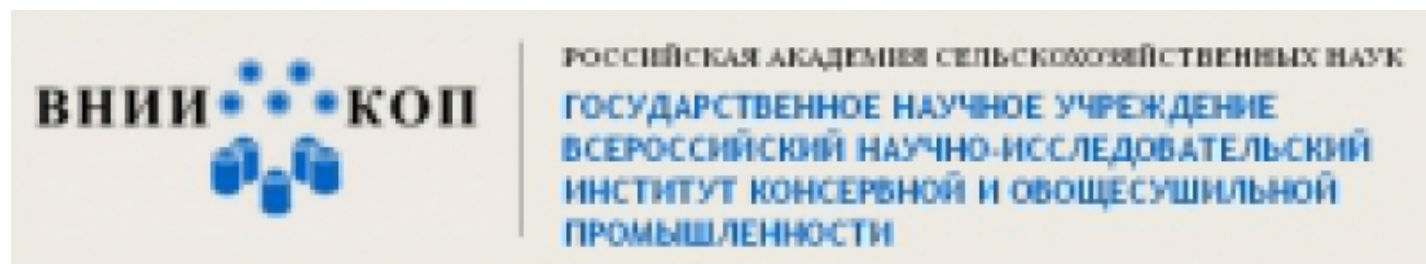 ВНИИ КОП
РОССИЙСКАЯ АКАДЕМИЯ СЕЛЬСКОХОЗЯЙСТВЕННЫХ НАУК
ГОСУДАРСТВЕННОЕ НАУЧНОЕ УЧРЕЖДЕНИЕ
ВСЕРОССИЙСКИЙ НАУЧНО-ИССЛЕДОВАТЕЛЬСКИЙ
ИНСТИТУТ КОНСЕРВНОЙ И ОВОЩЕСУШИЛЬНОЙ
ПРОМЫШЛЕННОСТИ